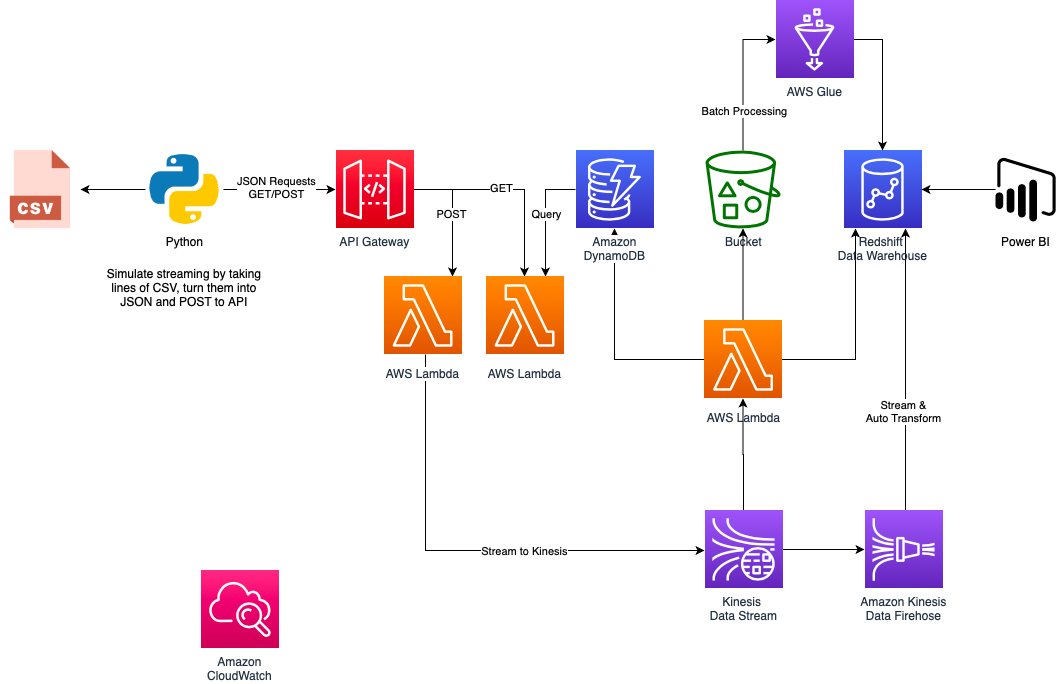 AWS Glue
Batch Processing
CSV
JSON Requests
GET/POST
GET
POST
Query
Python
API Gateway
Amazon
DynamoDB
Bucket
Redshift
Data Warehouse
Power BI
Simulate streaming by taking
lines of CSV, turn them into
JSON and POST to API
AWS Lambda
AWS Lambda
AWS Lambda
Stream &
Auto Transform
Stream to Kinesis
Kinesis
Data Stream
Amazon Kinesis
Data Firehose
Amazon
CloudWatch